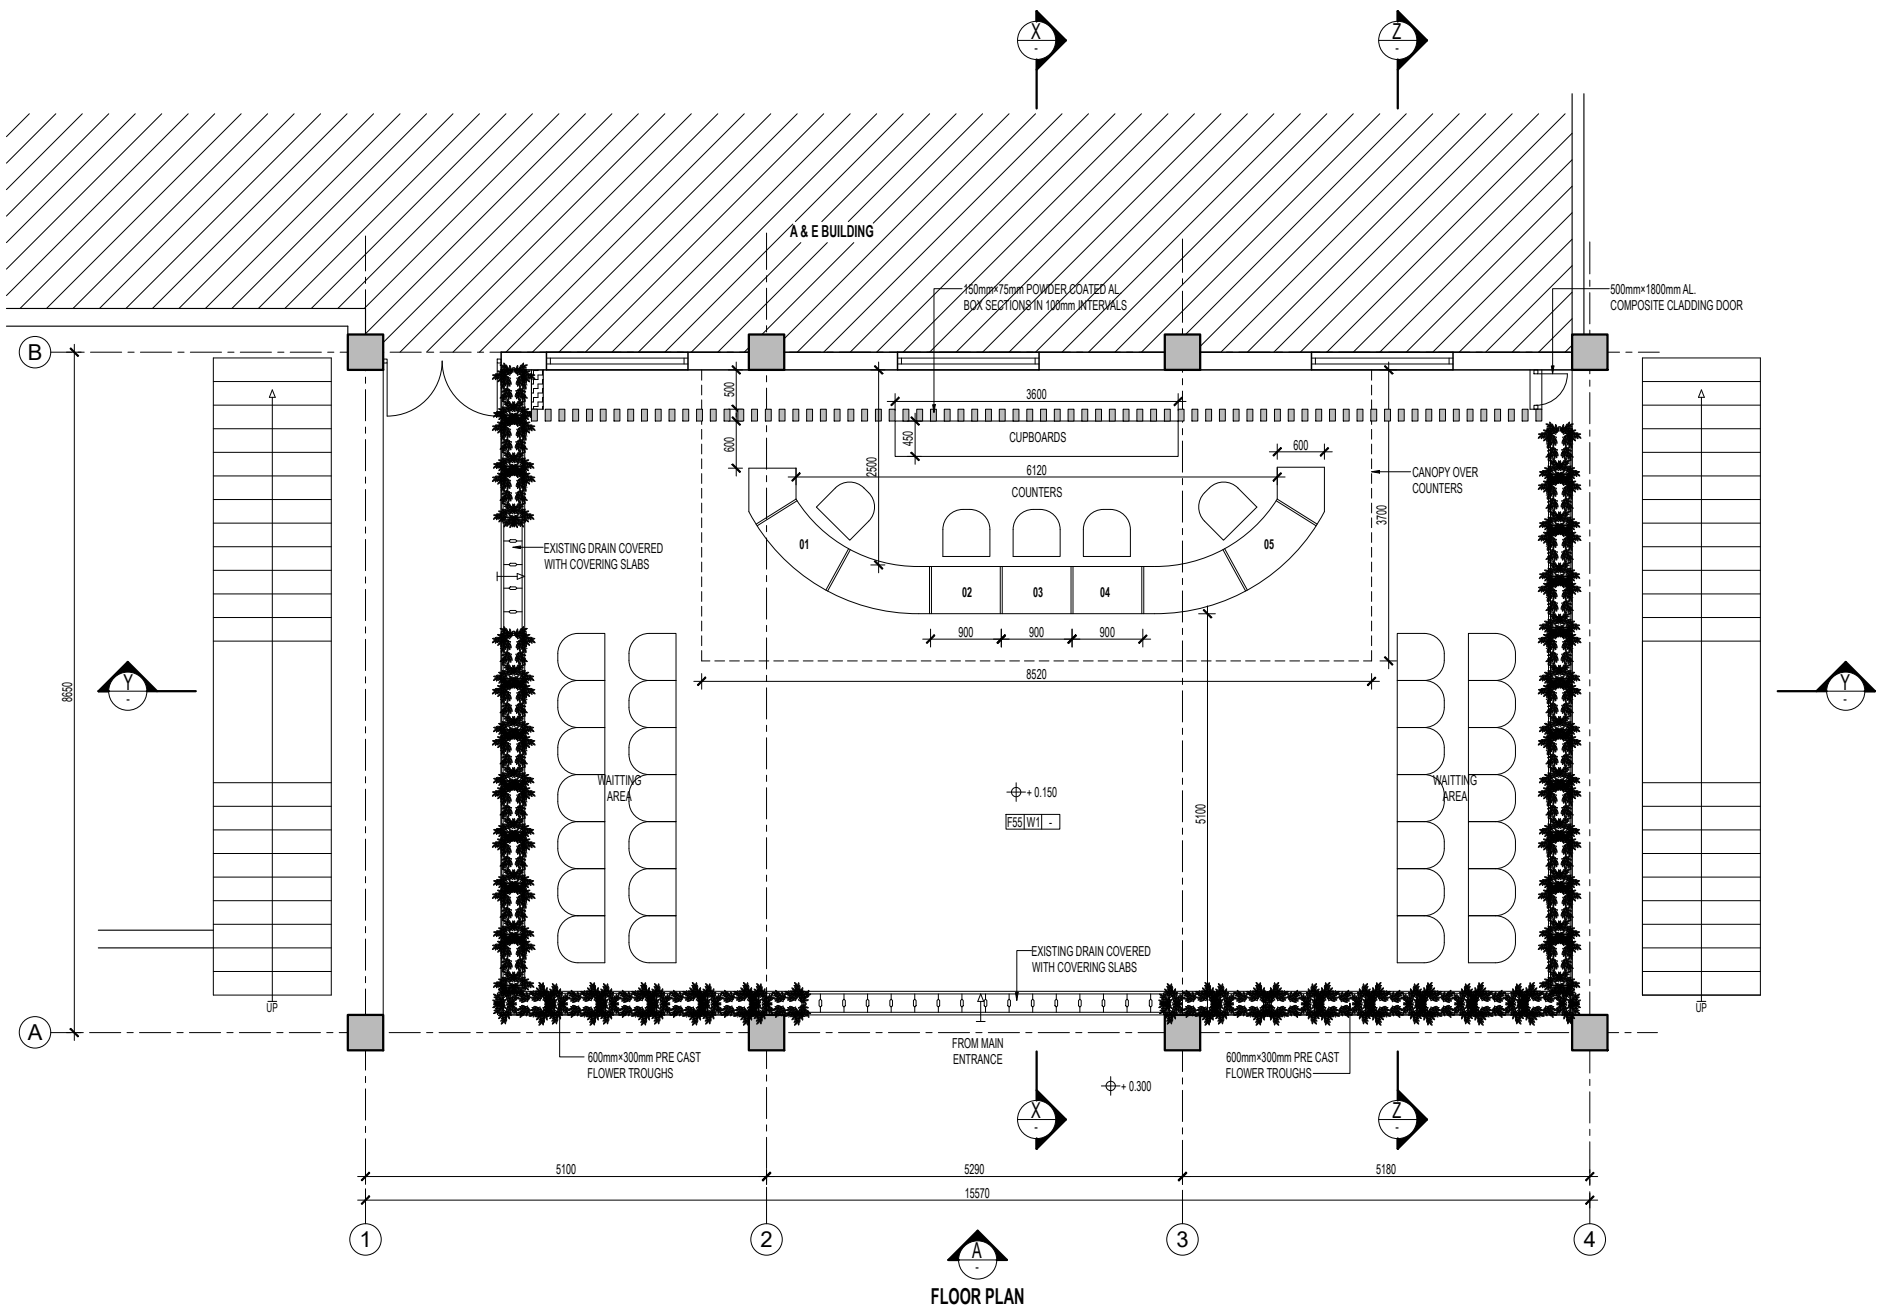 X
-
Z
-
A & E BUILDING
150mm×75mm POWDER COATED AL.
BOX SECTIONS IN 100mm INTERVALS
500mm×1800mm AL.
COMPOSITE CLADDING DOOR
B
500
3600
600
450
CUPBOARDS
2500
6120
600
COUNTERS
CANOPY OVER
COUNTERS
3700
EXISTING DRAIN COVERED
WITH COVERING SLABS
01
05
02
03
04
900
900
900
8520
8650
Y
-
Y
-
WAITTING
AREA
WAITTING
AREA
+ 0.150
F55 W1 -
5100
EXISTING DRAIN COVERED
WITH COVERING SLABS
UP
UP
A
FROM MAIN
ENTRANCE
600mm×300mm PRE CAST
FLOWER TROUGHS
600mm×300mm PRE CAST
FLOWER TROUGHS
+ 0.300
X
-
Z
-
5100
5290
5180
15570
1
2
3
4
A
-
FLOOR PLAN